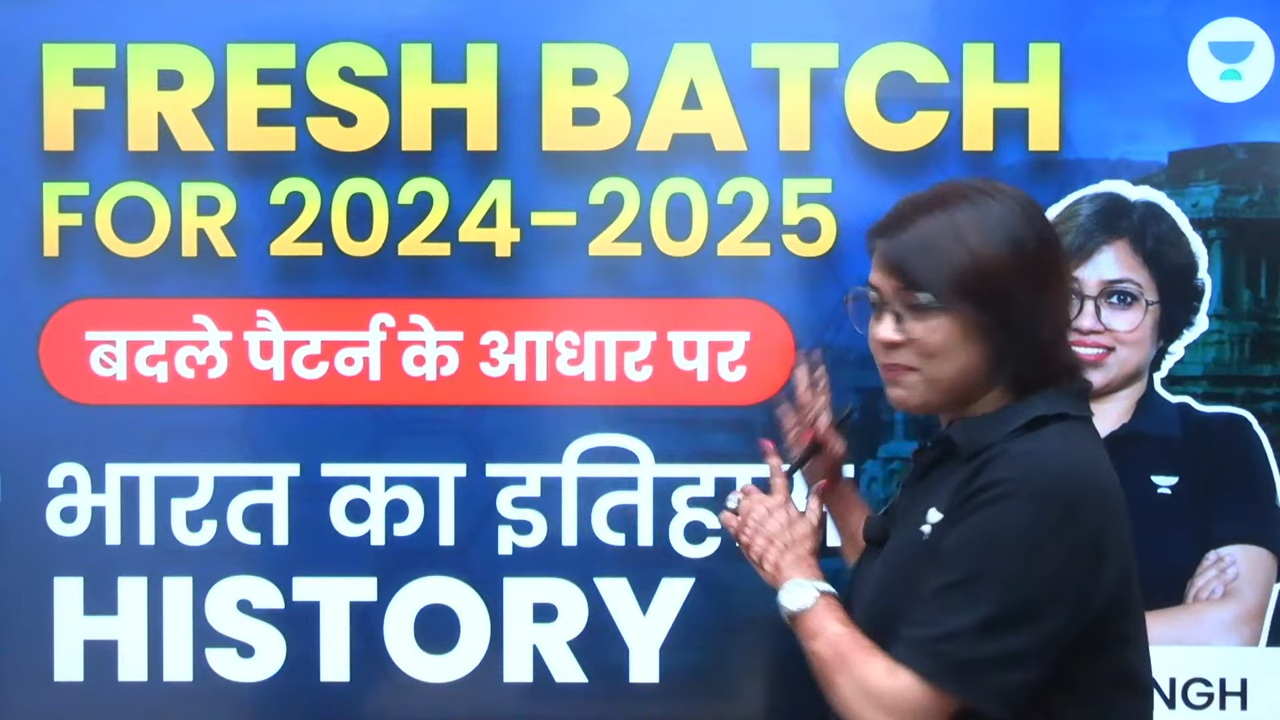 FRESH BATCH
FOR 2024-2025
बदले पैटर्न के आधार पर
भारत का
HISTORY